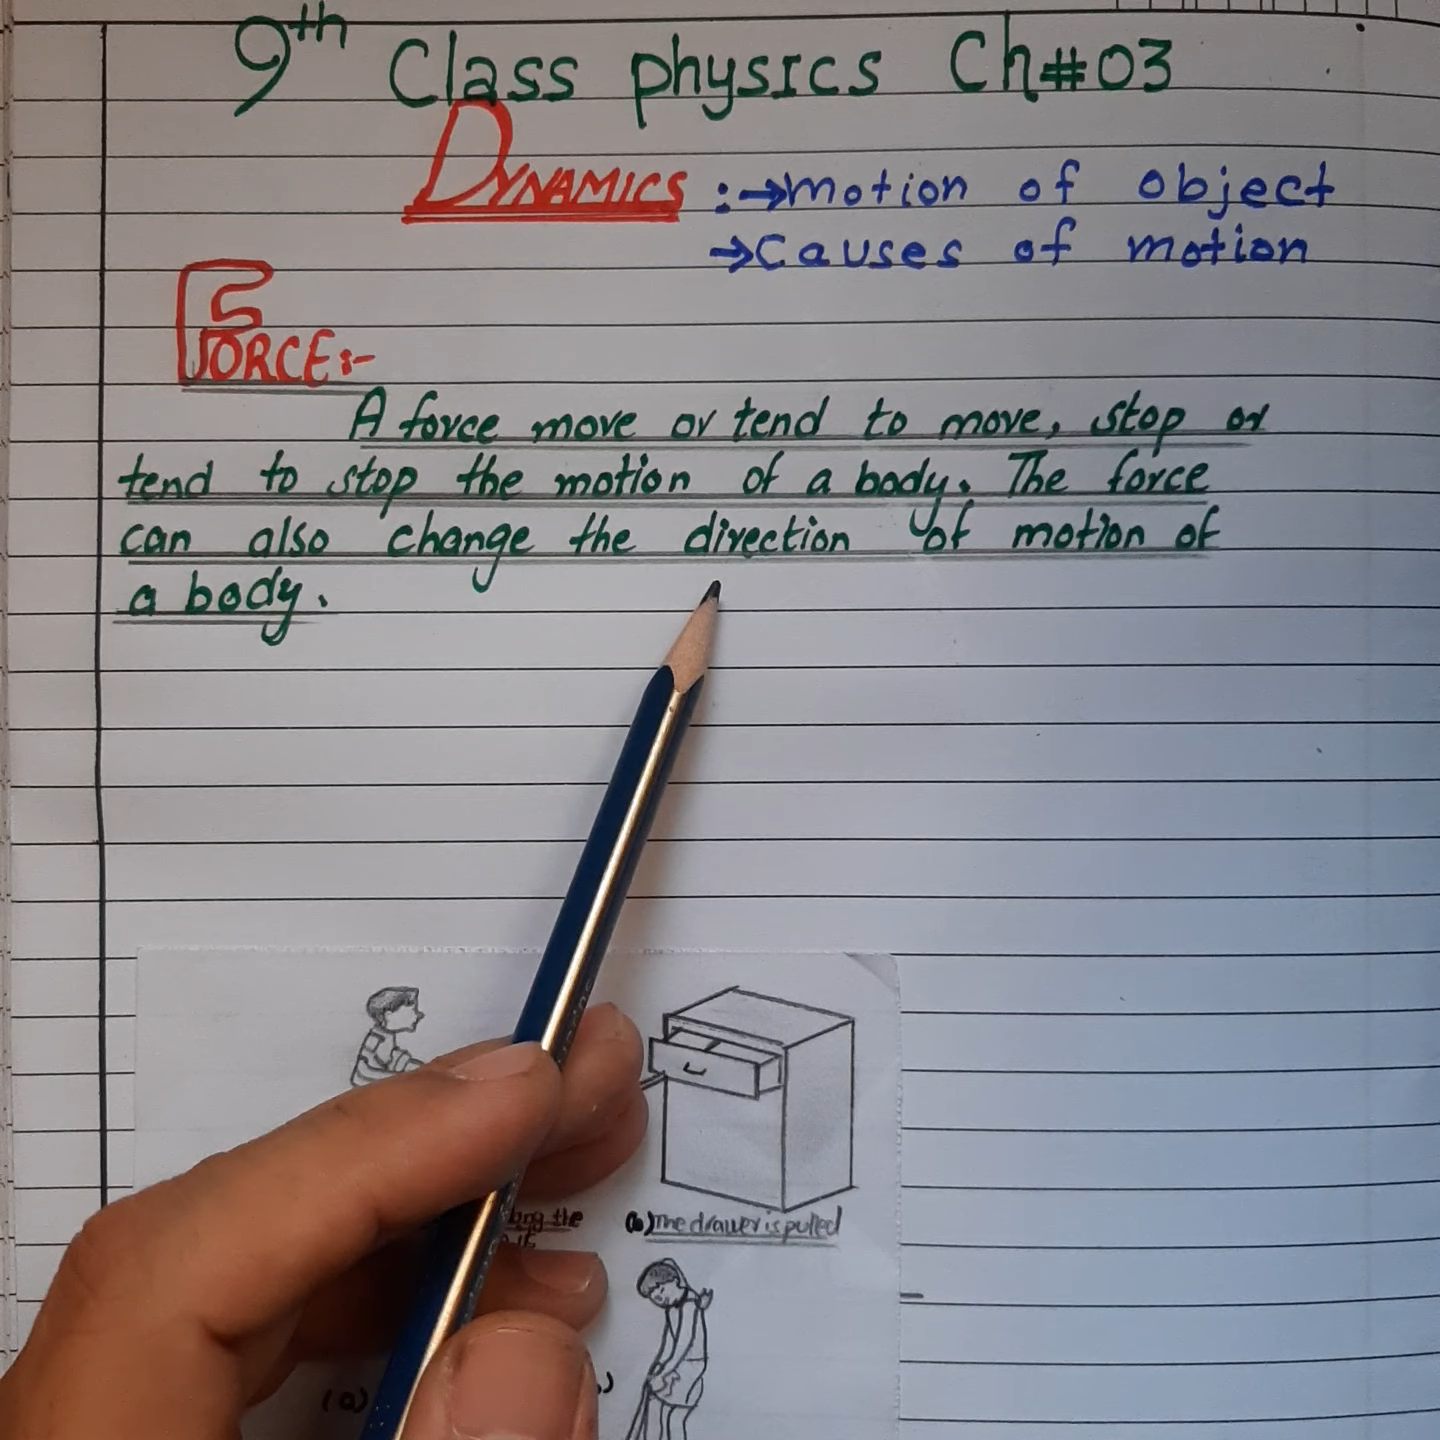 9th Class physics Ch#03
DYNAMICS :→motion of object
→Causes of motion
FORCE:-
A force move or tend to move, stop or
tend to stop the motion of a body. The force
can also change the direction of motion of
a body.
the
(b) The drawer is pulled
(a)